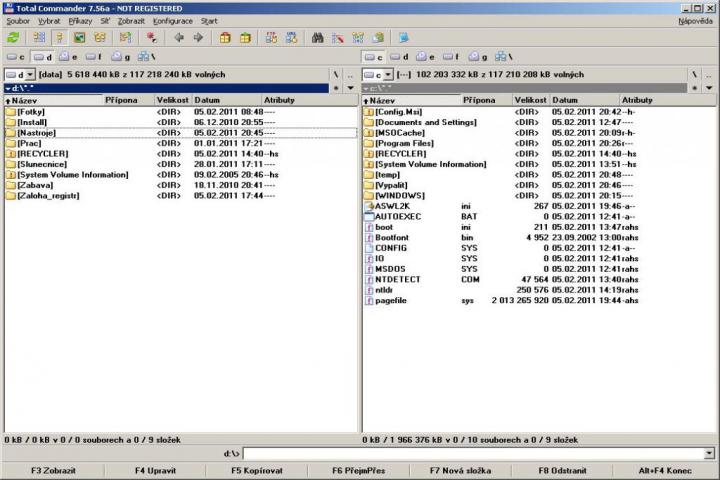 Total Commander 7.56a - NOT REGISTERED
Soubor Vybrat Příkazy Síť Zobrazit Konfigurace Start Nápověda
c d e f g \
c d e f g \
d [data] 5 618 440 kB z 117 218 240 kB volných \ ..
c [---] 102 203 332 kB z 117 210 208 kB volných \ ..
d:\*.* * ▼
c:\*.* * ▼
Název Přípona Velikost Datum Atributy
[Fotky] <DIR> 05.02.2011 08:48 ----
[Install] <DIR> 06.12.2010 20:55 ----
[Nastroje] <DIR> 05.02.2011 20:45 ----
[Prac] <DIR> 01.01.2011 17:21 ----
[RECYCLER] <DIR> 05.02.2011 14:40 --hs
[Slunecnice] <DIR> 28.01.2011 17:11 ----
[System Volume Information] <DIR> 09.02.2005 20:46 --hs
[Zabava] <DIR> 18.11.2010 20:41 ----
[Zaloha_registr] <DIR> 05.02.2011 17:44 ----
Název Přípona Velikost Datum Atributy
[Config.Msi] <DIR> 05.02.2011 20:42 --h-
[Documents and Settings] <DIR> 05.02.2011 12:47 ----
[MSOCache] <DIR> 05.02.2011 20:09 r-h-
[Program Files] <DIR> 05.02.2011 20:26 r---
[RECYCLER] <DIR> 05.02.2011 14:40 --hs
[System Volume Information] <DIR> 05.02.2011 13:51 --hs
[temp] <DIR> 05.02.2011 20:48 ----
[Vypalit] <DIR> 05.02.2011 20:46 ----
[WINDOWS] <DIR> 05.02.2011 20:15 ----
ASWL2K ini 267 05.02.2011 19:46 -a--
AUTOEXEC BAT 0 05.02.2011 12:41 -a--
boot ini 211 05.02.2011 13:47 rahs
Bootfont bin 4 952 23.09.2002 13:00 rahs
CONFIG SYS 0 05.02.2011 12:41 -a--
IO SYS 0 05.02.2011 12:41 rahs
MSDOS SYS 0 05.02.2011 12:41 rahs
NTDETECT COM 47 564 05.02.2011 13:40 rahs
ntldr 250 576 05.02.2011 14:19 rahs
pagefile sys 2 013 265 920 05.02.2011 19:44 -ahs
0 kB / 0 kB v 0 / 0 souborech a 0 / 9 složek
0 kB / 1 966 376 kB v 0 / 10 souborech a 0 / 9 složek
d:\>
F3 Zobrazit F4 Upravit F5 Kopírovat F6 PřejmPřes F7 Nová složka F8 Odstranit Alt+F4 Konec